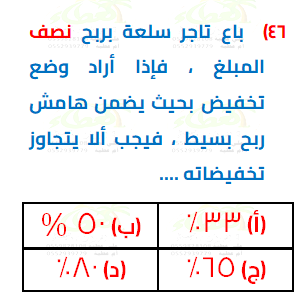 ٤٦) باع تاجر سلعة بربح نصف
المبلغ ، فإذا أراد وضع
تخفيض بحيث يضمن هامش
ربح بسيط ، فيجب ألا يتجاوز
تخفيضاته ....
(أ) ٣٣٪ (ب) ٥٠ %
(ج) ٦٥٪ (د) ٨٠٪